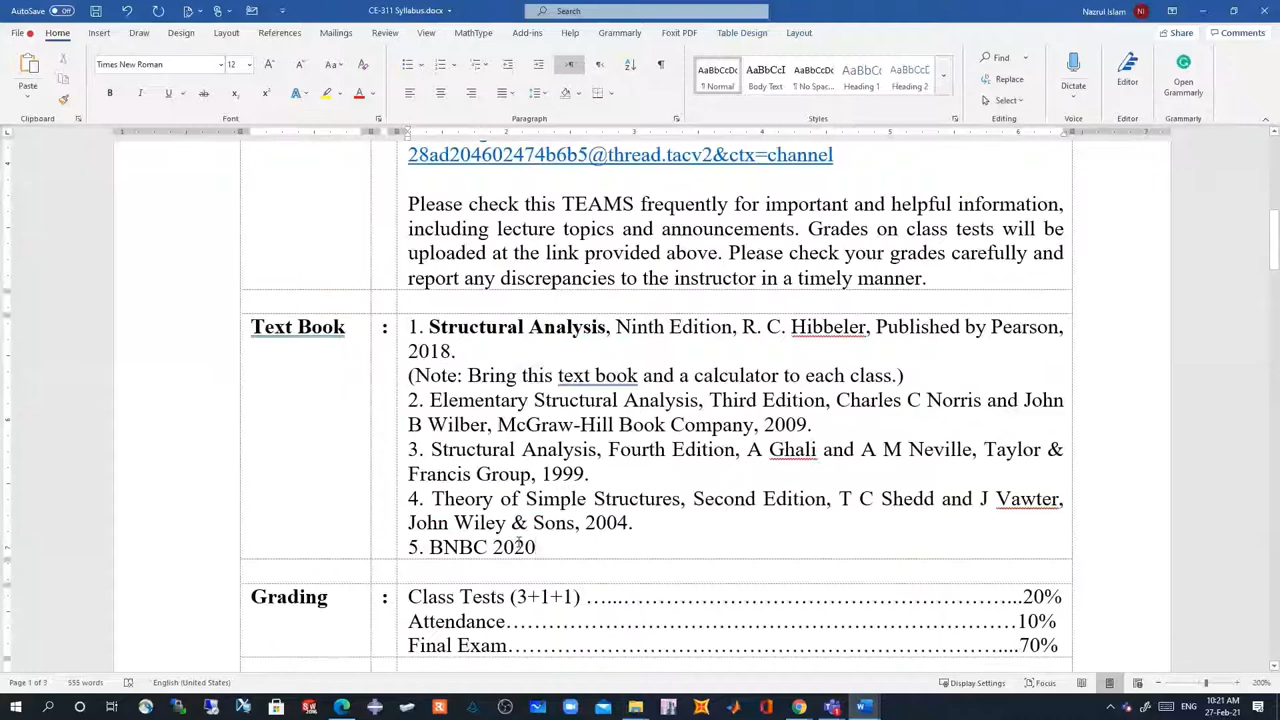 AutoSave Off CE-311 Syllabus.docx Search Nazrul Islam NI
File Home Insert Draw Design Layout References Mailings Review View Add-ins Help Grammarly Foxit PDF Table Design Layout Share Comments
Paste Times New Roman 12 Find Replace Select Dictate Editor Open Grammarly
AaBbCcDc AaBbCcI AaBbCcDc AaBbCcD AaBbCcD
¶ Normal Body Text ¶ No Spac... Heading 1 Heading 2
Clipboard Font Paragraph Styles Editing Voice Editor Grammarly
28ad204602474b6b5@thread.tacv2&ctx=channel
Please check this TEAMS frequently for important and helpful information,
including lecture topics and announcements. Grades on class tests will be
uploaded at the link provided above. Please check your grades carefully and
report any discrepancies to the instructor in a timely manner.
Text Book : 1. Structural Analysis, Ninth Edition, R. C. Hibbeler, Published by Pearson,
2018.
(Note: Bring this text book and a calculator to each class.)
2. Elementary Structural Analysis, Third Edition, Charles C Norris and John
B Wilber, McGraw-Hill Book Company, 2009.
3. Structural Analysis, Fourth Edition, A Ghali and A M Neville, Taylor &
Francis Group, 1999.
4. Theory of Simple Structures, Second Edition, T C Shedd and J Vawter,
John Wiley & Sons, 2004.
5. BNBC 2020
Grading : Class Tests (3+1+1) …...……………………………………………………...20%
Attendance……………………………………………………………………10%
Final Exam…………………………………………………………………....70%
Page 1 of 3 555 words English (United States) Display Settings Focus 200%
10:21 AM
27-Feb-21